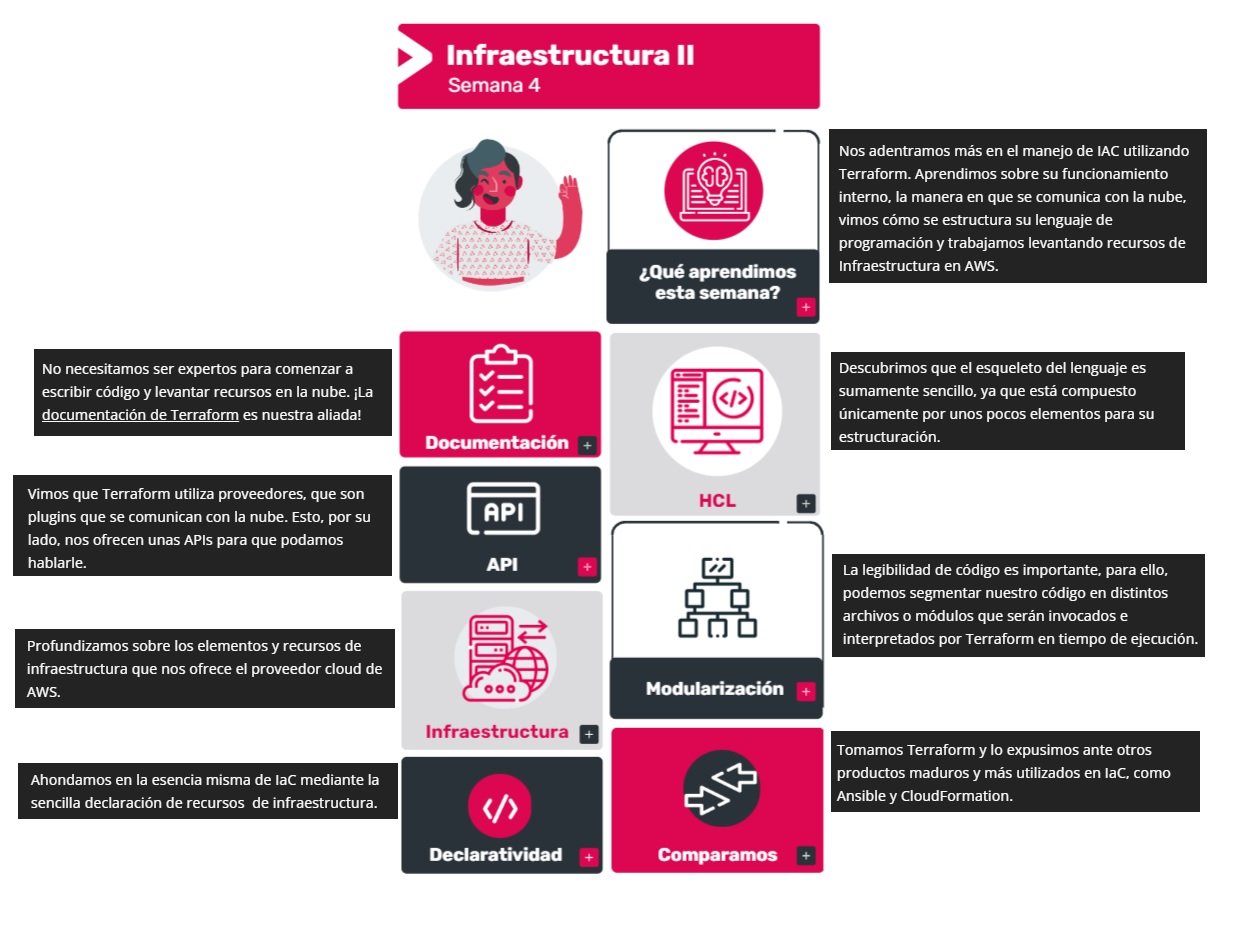 Infraestructura II
Semana 4
¿Qué aprendimos
esta semana?
Nos adentramos más en el manejo de IAC utilizando
Terraform. Aprendimos sobre su funcionamiento
interno, la manera en que se comunica con la nube,
vimos cómo se estructura su lenguaje de
programación y trabajamos levantando recursos de
Infraestructura en AWS.
No necesitamos ser expertos para comenzar a
escribir código y levantar recursos en la nube. ¡La
documentación de Terraform es nuestra aliada!
Documentación
HCL
Descubrimos que el esqueleto del lenguaje es
sumamente sencillo, ya que está compuesto
únicamente por unos pocos elementos para su
estructuración.
Vimos que Terraform utiliza proveedores, que son
plugins que se comunican con la nube. Esto, por su
lado, nos ofrecen unas APIs para que podamos
hablarle.
API
API
Modularización
La legibilidad de código es importante, para ello,
podemos segmentar nuestro código en distintos
archivos o módulos que serán invocados e
interpretados por Terraform en tiempo de ejecución.
Profundizamos sobre los elementos y recursos de
infraestructura que nos ofrece el proveedor cloud de
AWS.
Infraestructura
Ahondamos en la esencia misma de IaC mediante la
sencilla declaración de recursos de infraestructura.
Declaratividad
Comparamos
Tomamos Terraform y lo expusimos ante otros
productos maduros y más utilizados en IaC, como
Ansible y CloudFormation.